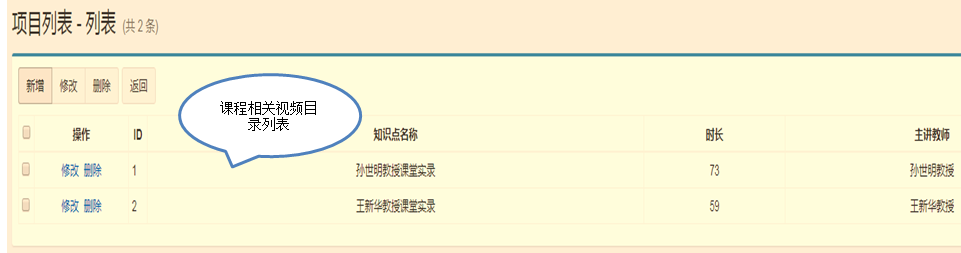 项目列表 - 列表 (共 2 条)
新增 修改 删除 返回
课程相关视频目
录列表
操作 ID 知识点名称 时长 主讲教师
修改 删除 1 孙世明教授课堂实录 73 孙世明教授
修改 删除 2 王新华教授课堂实录 59 王新华教授